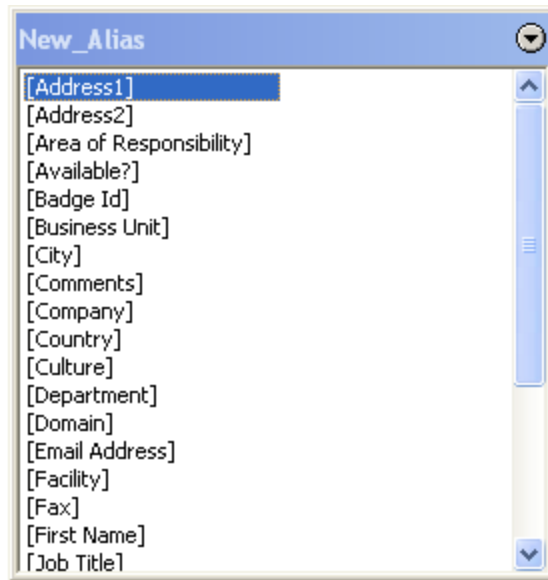 New_Alias
[Address1]
[Address2]
[Area of Responsibility]
[Available?]
[Badge Id]
[Business Unit]
[City]
[Comments]
[Company]
[Country]
[Culture]
[Department]
[Domain]
[Email Address]
[Facility]
[Fax]
[First Name]
[Job Title]